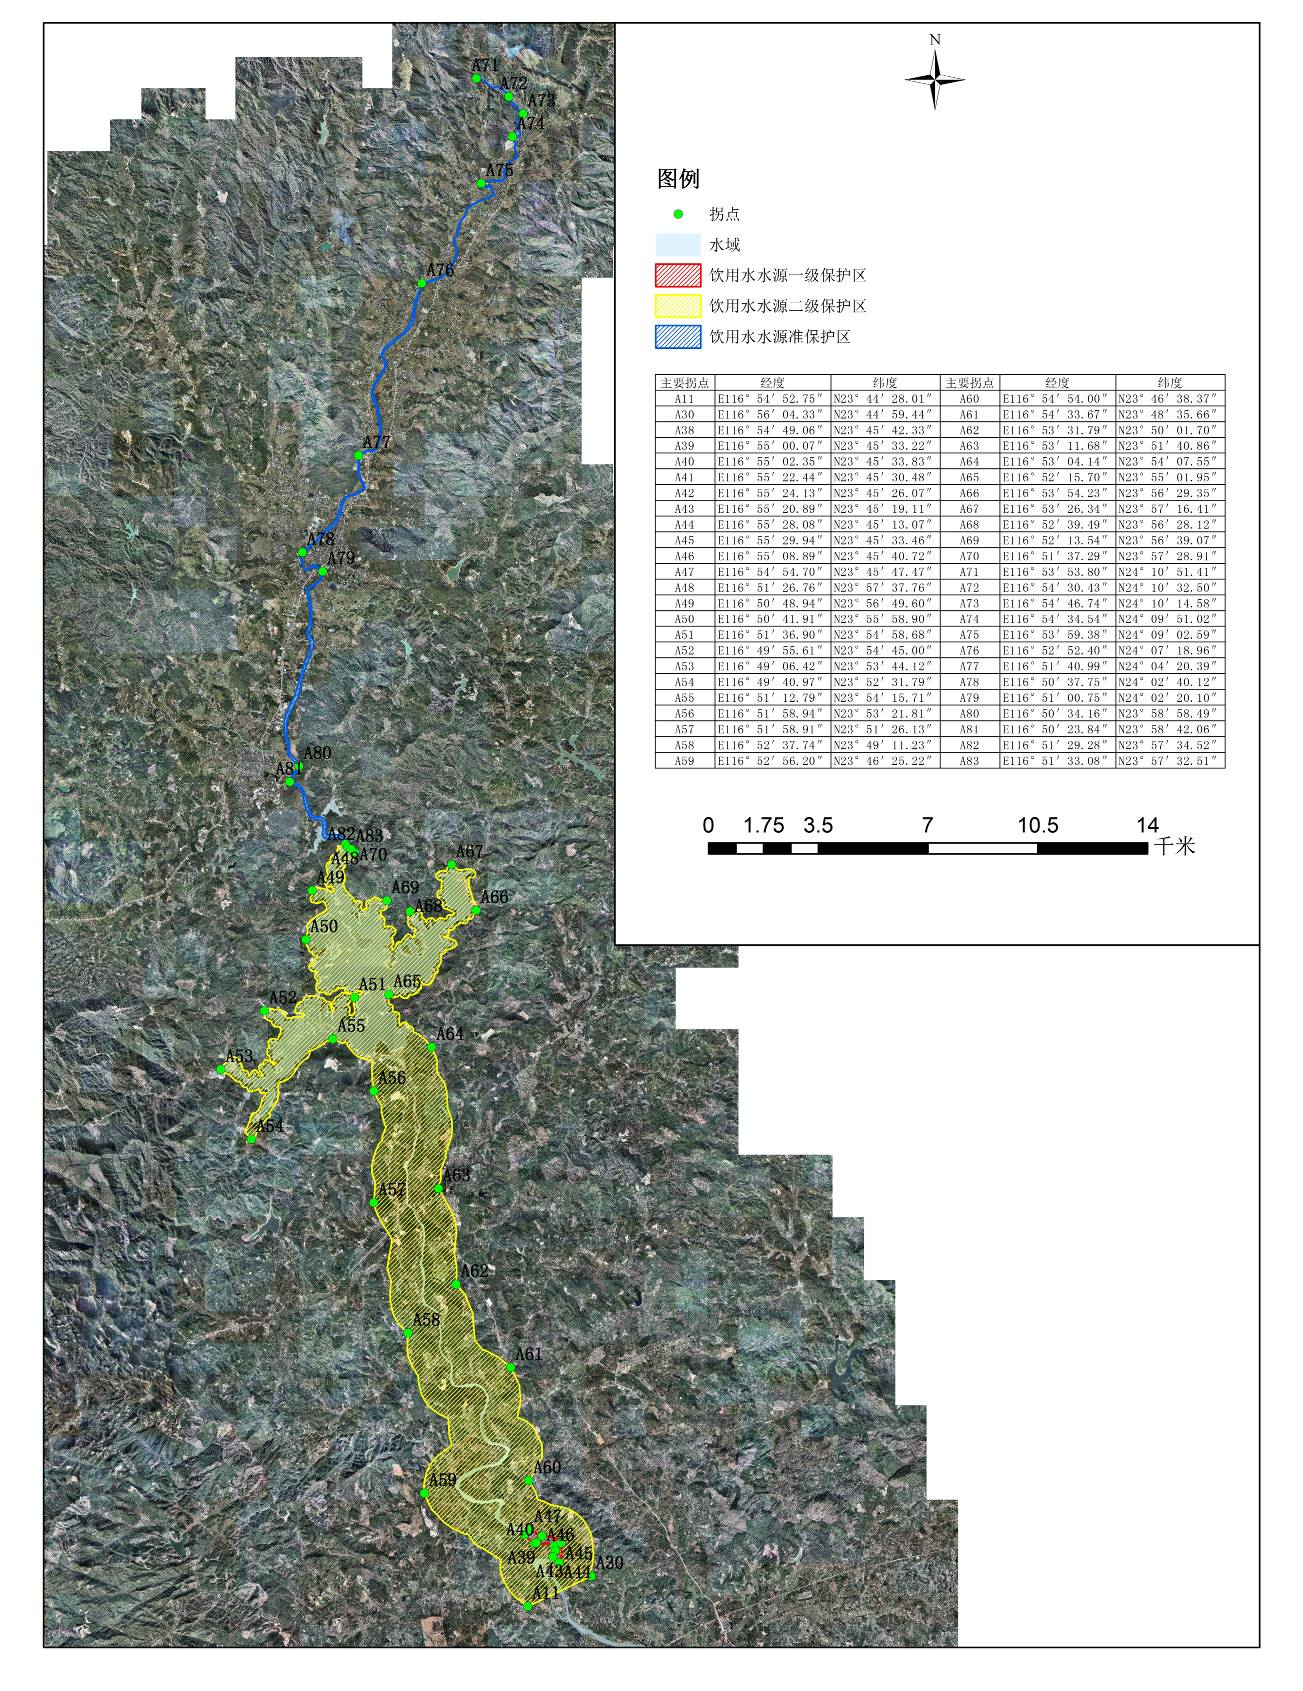 N
图例
拐点
水域
饮用水水源一级保护区
饮用水水源二级保护区
饮用水水源准保护区
主要拐点 经度 纬度 主要拐点 经度 纬度
A11 E116° 54′ 52.75″ N23° 44′ 28.01″ A60 E116° 54′ 54.00″ N23° 46′ 38.37″
A30 E116° 56′ 04.33″ N23° 44′ 59.44″ A61 E116° 54′ 33.67″ N23° 48′ 35.66″
A38 E116° 54′ 49.06″ N23° 45′ 42.33″ A62 E116° 53′ 31.79″ N23° 50′ 01.70″
A39 E116° 55′ 00.07″ N23° 45′ 33.22″ A63 E116° 53′ 11.68″ N23° 51′ 40.86″
A40 E116° 55′ 02.35″ N23° 45′ 33.83″ A64 E116° 53′ 04.14″ N23° 54′ 07.55″
A41 E116° 55′ 22.44″ N23° 45′ 30.48″ A65 E116° 52′ 15.70″ N23° 55′ 01.95″
A42 E116° 55′ 24.13″ N23° 45′ 26.07″ A66 E116° 53′ 54.23″ N23° 56′ 29.35″
A43 E116° 55′ 20.89″ N23° 45′ 19.11″ A67 E116° 53′ 26.34″ N23° 57′ 16.41″
A44 E116° 55′ 28.08″ N23° 45′ 13.07″ A68 E116° 52′ 39.49″ N23° 56′ 28.12″
A45 E116° 55′ 29.94″ N23° 45′ 33.46″ A69 E116° 52′ 13.54″ N23° 56′ 39.07″
A46 E116° 55′ 08.89″ N23° 45′ 40.72″ A70 E116° 51′ 37.29″ N23° 57′ 28.91″
A47 E116° 54′ 54.70″ N23° 45′ 47.47″ A71 E116° 53′ 53.80″ N24° 10′ 51.41″
A48 E116° 51′ 26.76″ N23° 57′ 37.76″ A72 E116° 54′ 30.43″ N24° 10′ 32.50″
A49 E116° 50′ 48.94″ N23° 56′ 49.60″ A73 E116° 54′ 46.74″ N24° 10′ 14.58″
A50 E116° 50′ 41.91″ N23° 55′ 58.90″ A74 E116° 54′ 34.54″ N24° 09′ 51.02″
A51 E116° 51′ 36.90″ N23° 54′ 58.68″ A75 E116° 53′ 59.38″ N24° 09′ 02.59″
A52 E116° 49′ 55.61″ N23° 54′ 45.00″ A76 E116° 52′ 52.40″ N24° 07′ 18.96″
A53 E116° 49′ 06.42″ N23° 53′ 44.12″ A77 E116° 51′ 40.99″ N24° 04′ 20.39″
A54 E116° 49′ 40.97″ N23° 52′ 31.79″ A78 E116° 50′ 37.75″ N24° 02′ 40.12″
A55 E116° 51′ 12.79″ N23° 54′ 15.71″ A79 E116° 51′ 00.75″ N24° 02′ 20.10″
A56 E116° 51′ 58.94″ N23° 53′ 21.81″ A80 E116° 50′ 34.16″ N23° 58′ 58.49″
A57 E116° 51′ 58.91″ N23° 51′ 26.13″ A81 E116° 50′ 23.84″ N23° 58′ 42.06″
A58 E116° 52′ 37.74″ N23° 49′ 11.23″ A82 E116° 51′ 29.28″ N23° 57′ 34.52″
A59 E116° 52′ 56.20″ N23° 46′ 25.22″ A83 E116° 51′ 33.08″ N23° 57′ 32.51″
0 1.75 3.5 7 10.5 14
千米
A71
A72
A73
A74
A75
A76
A77
A78
A79
A80
A81
A82 A83
A48 A70
A67
A49
A69
A66
A68
A50
A51 A65
A52
A55
A64
A53
A56
A54
A63
A57
A62
A58
A61
A60
A59
A47
A40 A46
A39 A45
A30
A43 A44
A11